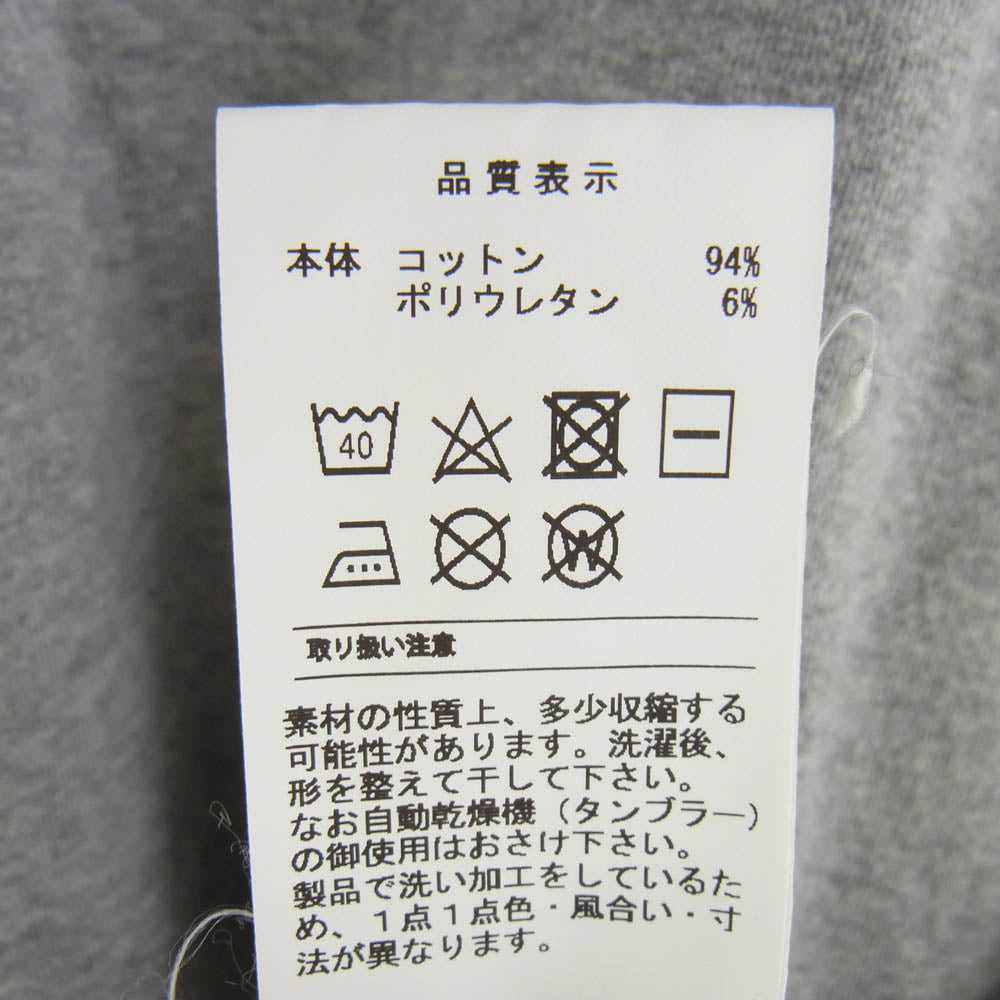 品質表示
本体 コットン 94%
ポリウレタン 6%
40
W
取り扱い注意
素材の性質上、多少収縮する
可能性があります。洗濯後、
形を整えて干して下さい。
なお自動乾燥機（タンブラー）
の御使用はおさけ下さい。
製品で洗い加工をしているた
め、１点１点色・風合い・寸
法が異なります。